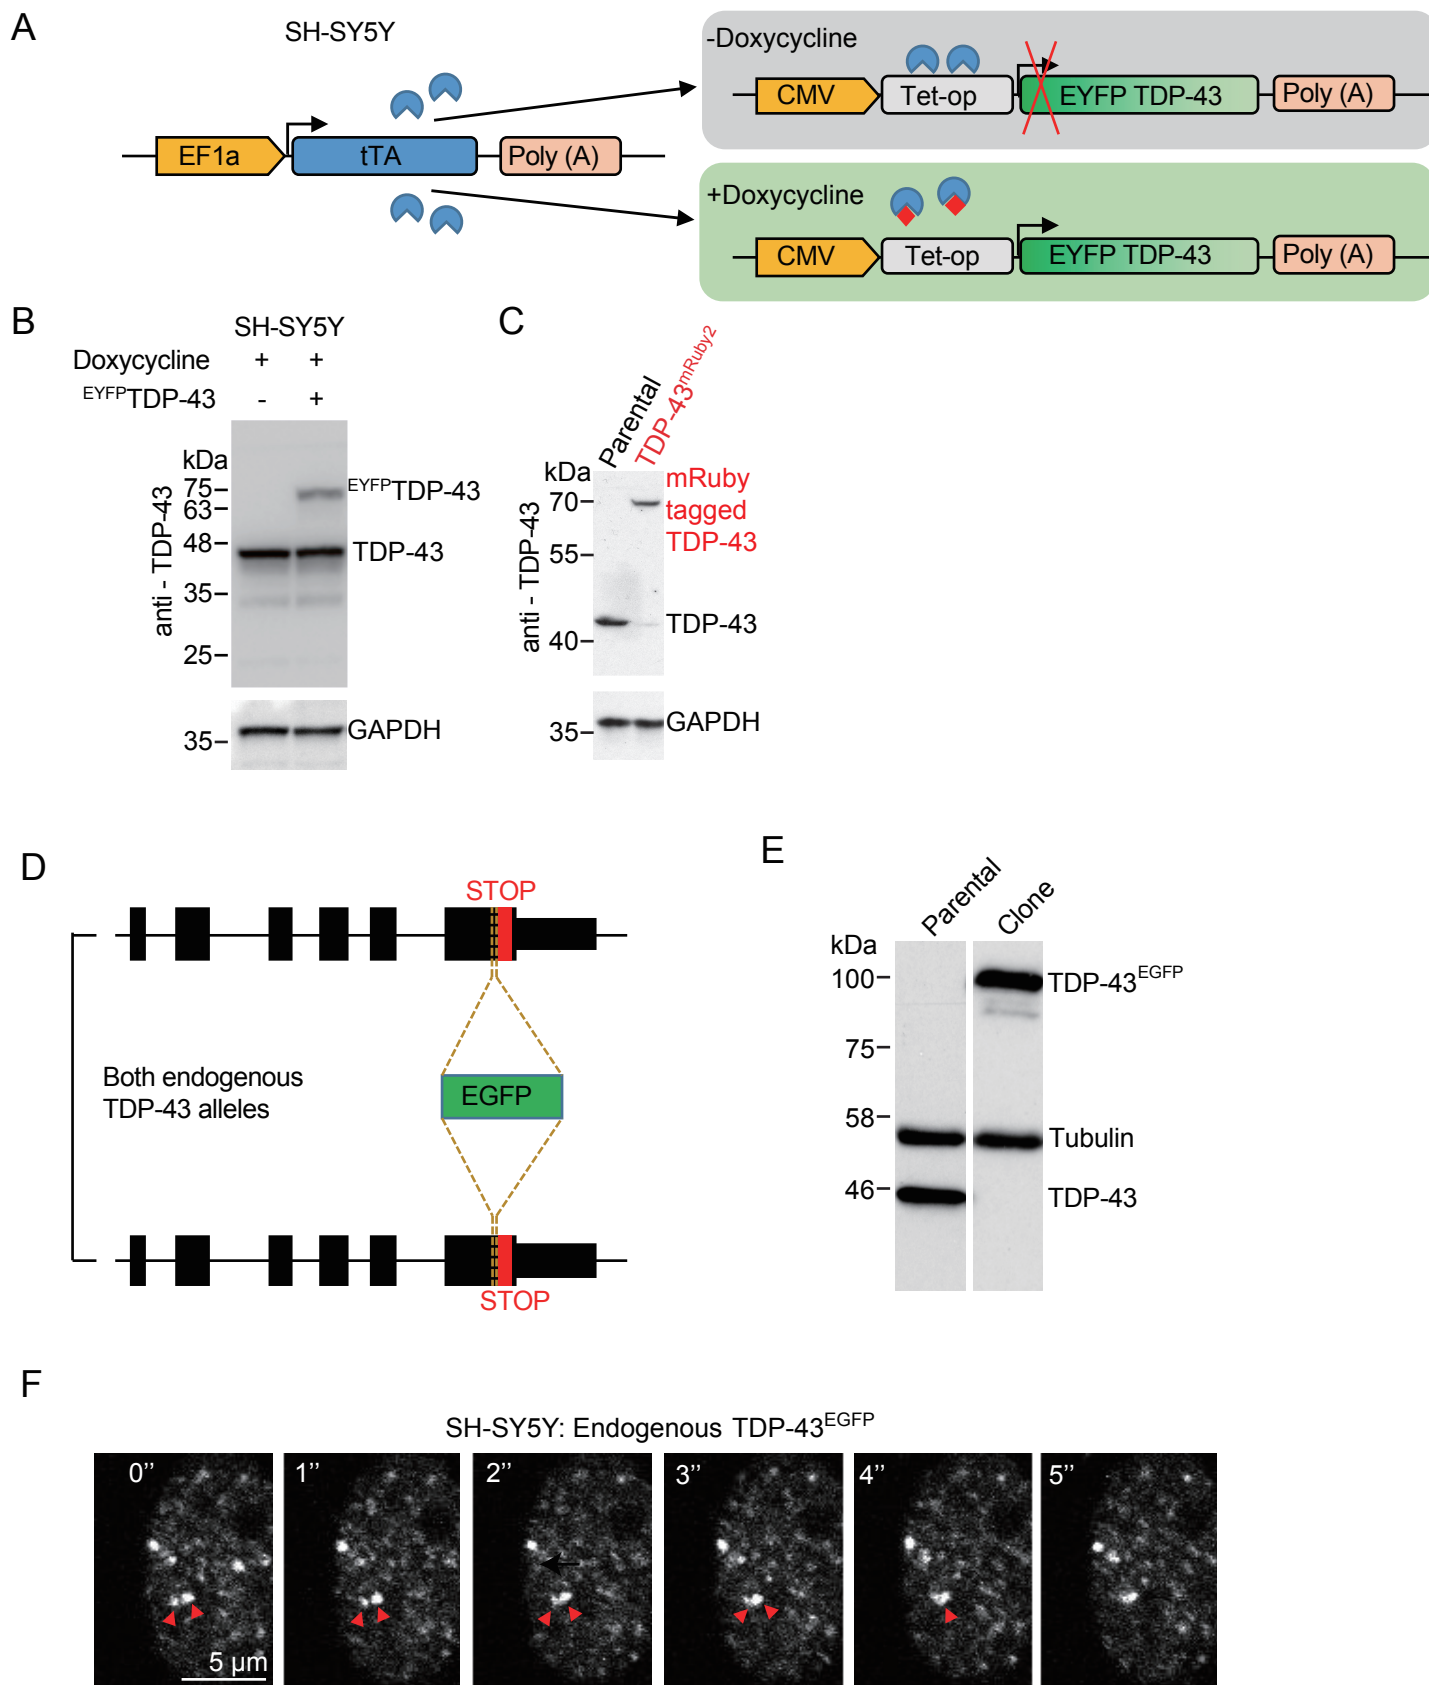 A
SH-SY5Y
EF1a
tTA
Poly (A)
-Doxycycline
CMV
Tet-op
EYFP TDP-43
Poly (A)
+Doxycycline
CMV
Tet-op
EYFP TDP-43
Poly (A)
B
SH-SY5Y
Doxycycline + +
EYFPTDP-43 - +
anti - TDP-43
kDa
75
63
48
35
25
EYFPTDP-43
TDP-43
35
GAPDH
C
Parental
TDP-43mRuby2
anti - TDP-43
kDa
70
55
40
mRuby
tagged
TDP-43
TDP-43
35
GAPDH
D
STOP
Both endogenous
TDP-43 alleles
EGFP
STOP
E
Parental
Clone
kDa
100
75
58
46
TDP-43EGFP
Tubulin
TDP-43
F
SH-SY5Y: Endogenous TDP-43EGFP
0’’ 1’’ 2’’ 3’’ 4’’ 5’’
5 µm